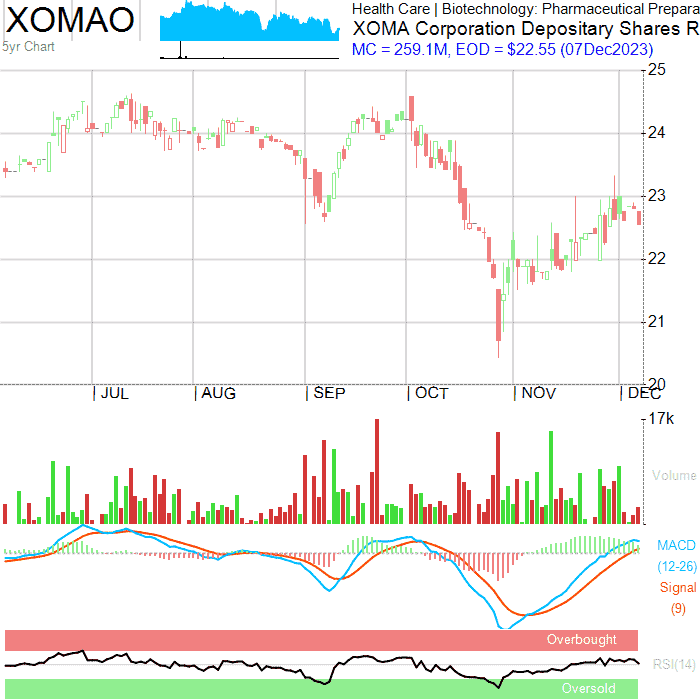 XOMAO
5yr Chart
Health Care | Biotechnology: Pharmaceutical Prepara
XOMA Corporation Depositary Shares R
MC = 259.1M, EOD = $22.55 (07Dec2023)
25
24
23
22
21
20
| JUL | AUG | SEP | OCT | NOV | DEC
17k
Volume
MACD
(12-26)
Signal
(9)
Overbought
RSI(14)
Oversold